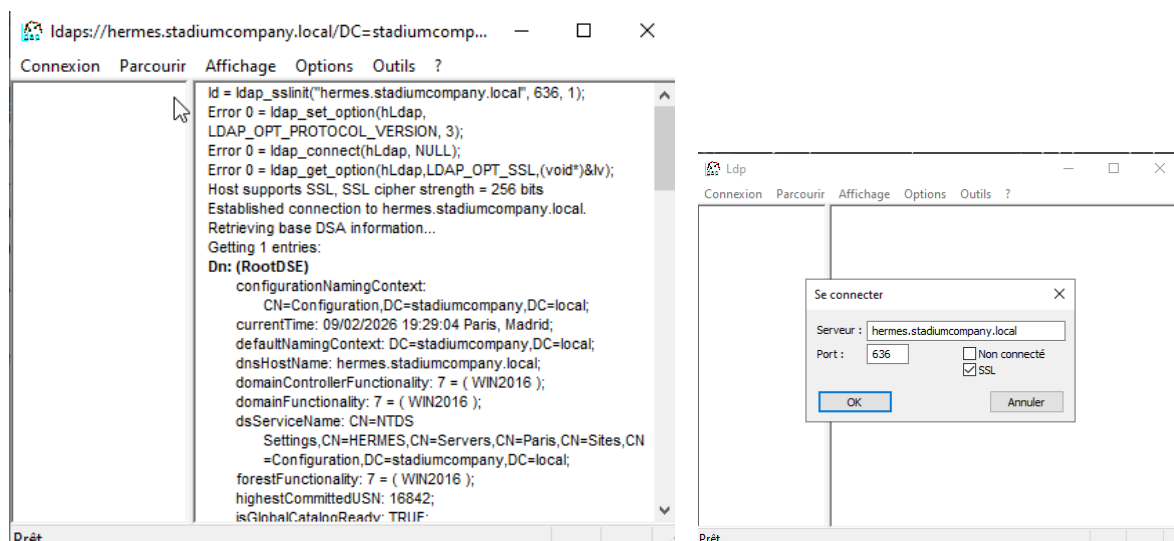 ldaps://hermes.stadiumcompany.local/DC=stadiumcomp...
Connexion Parcourir Affichage Options Outils ?
ld = ldap_sslinit("hermes.stadiumcompany.local", 636, 1);
Error 0 = ldap_set_option(hLdap,
LDAP_OPT_PROTOCOL_VERSION, 3);
Error 0 = ldap_connect(hLdap, NULL);
Error 0 = ldap_get_option(hLdap,LDAP_OPT_SSL,(void*)&lv);
Host supports SSL, SSL cipher strength = 256 bits
Established connection to hermes.stadiumcompany.local.
Retrieving base DSA information...
Getting 1 entries:
Dn: (RootDSE)
configurationNamingContext:
CN=Configuration,DC=stadiumcompany,DC=local;
currentTime: 09/02/2026 19:29:04 Paris, Madrid;
defaultNamingContext: DC=stadiumcompany,DC=local;
dnsHostName: hermes.stadiumcompany.local;
domainControllerFunctionality: 7 = ( WIN2016 );
domainFunctionality: 7 = ( WIN2016 );
dsServiceName: CN=NTDS
Settings,CN=HERMES,CN=Servers,CN=Paris,CN=Sites,CN
=Configuration,DC=stadiumcompany,DC=local;
forestFunctionality: 7 = ( WIN2016 );
highestCommittedUSN: 16842;
isGlobalCatalogReady: TRUE;
Prêt
Ldp
Connexion Parcourir Affichage Options Outils ?
Se connecter
Serveur : hermes.stadiumcompany.local
Port : 636 Non connecté
SSL
OK Annuler
Prêt